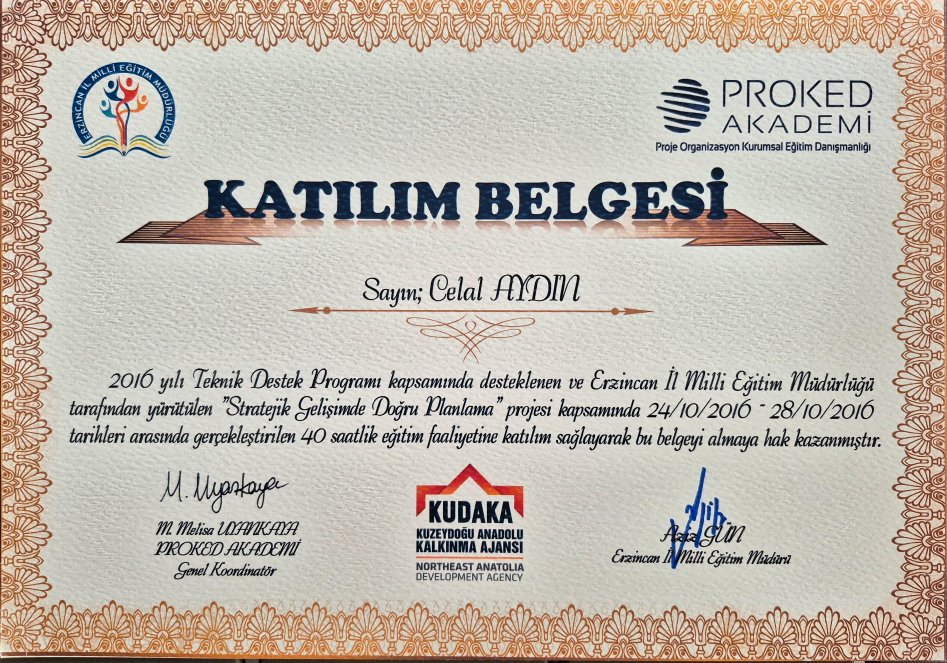 ERZİNCAN İL MİLLİ EĞİTİM MÜDÜRLÜĞÜ
PROKED
AKADEMİ
Proje Organizasyon Kurumsal Eğitim Danışmanlığı
KATILIM BELGESİ
Sayın; Celal AYDIN
2016 yılı Teknik Destek Programı kapsamında desteklenen ve Erzincan İl Milli Eğitim Müdürlüğü
tarafından yürütülen "Stratejik Gelişimde Doğru Planlama" projesi kapsamında 24/10/2016 - 28/10/2016
tarihleri arasında gerçekleştirilen 40 saatlik eğitim faaliyetine katılım sağlayarak bu belgeyi almaya hak kazanmıştır.
M. Melisa UYANKAYA
PROKED AKADEMİ
Genel Koordinatör
KUDAKA
KUZEYDOĞU ANADOLU
KALKINMA AJANSI
NORTHEAST ANATOLIA
DEVELOPMENT AGENCY
Aziz GÜN
Erzincan İl Milli Eğitim Müdürü